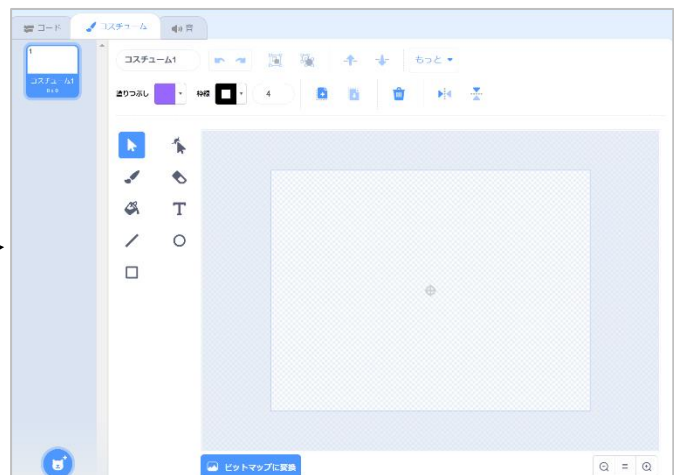 コード コスチューム 音
1
コスチューム1
0 x 0
コスチューム1
もっと
塗りつぶし 枠線 4
T
ビットマップに変換